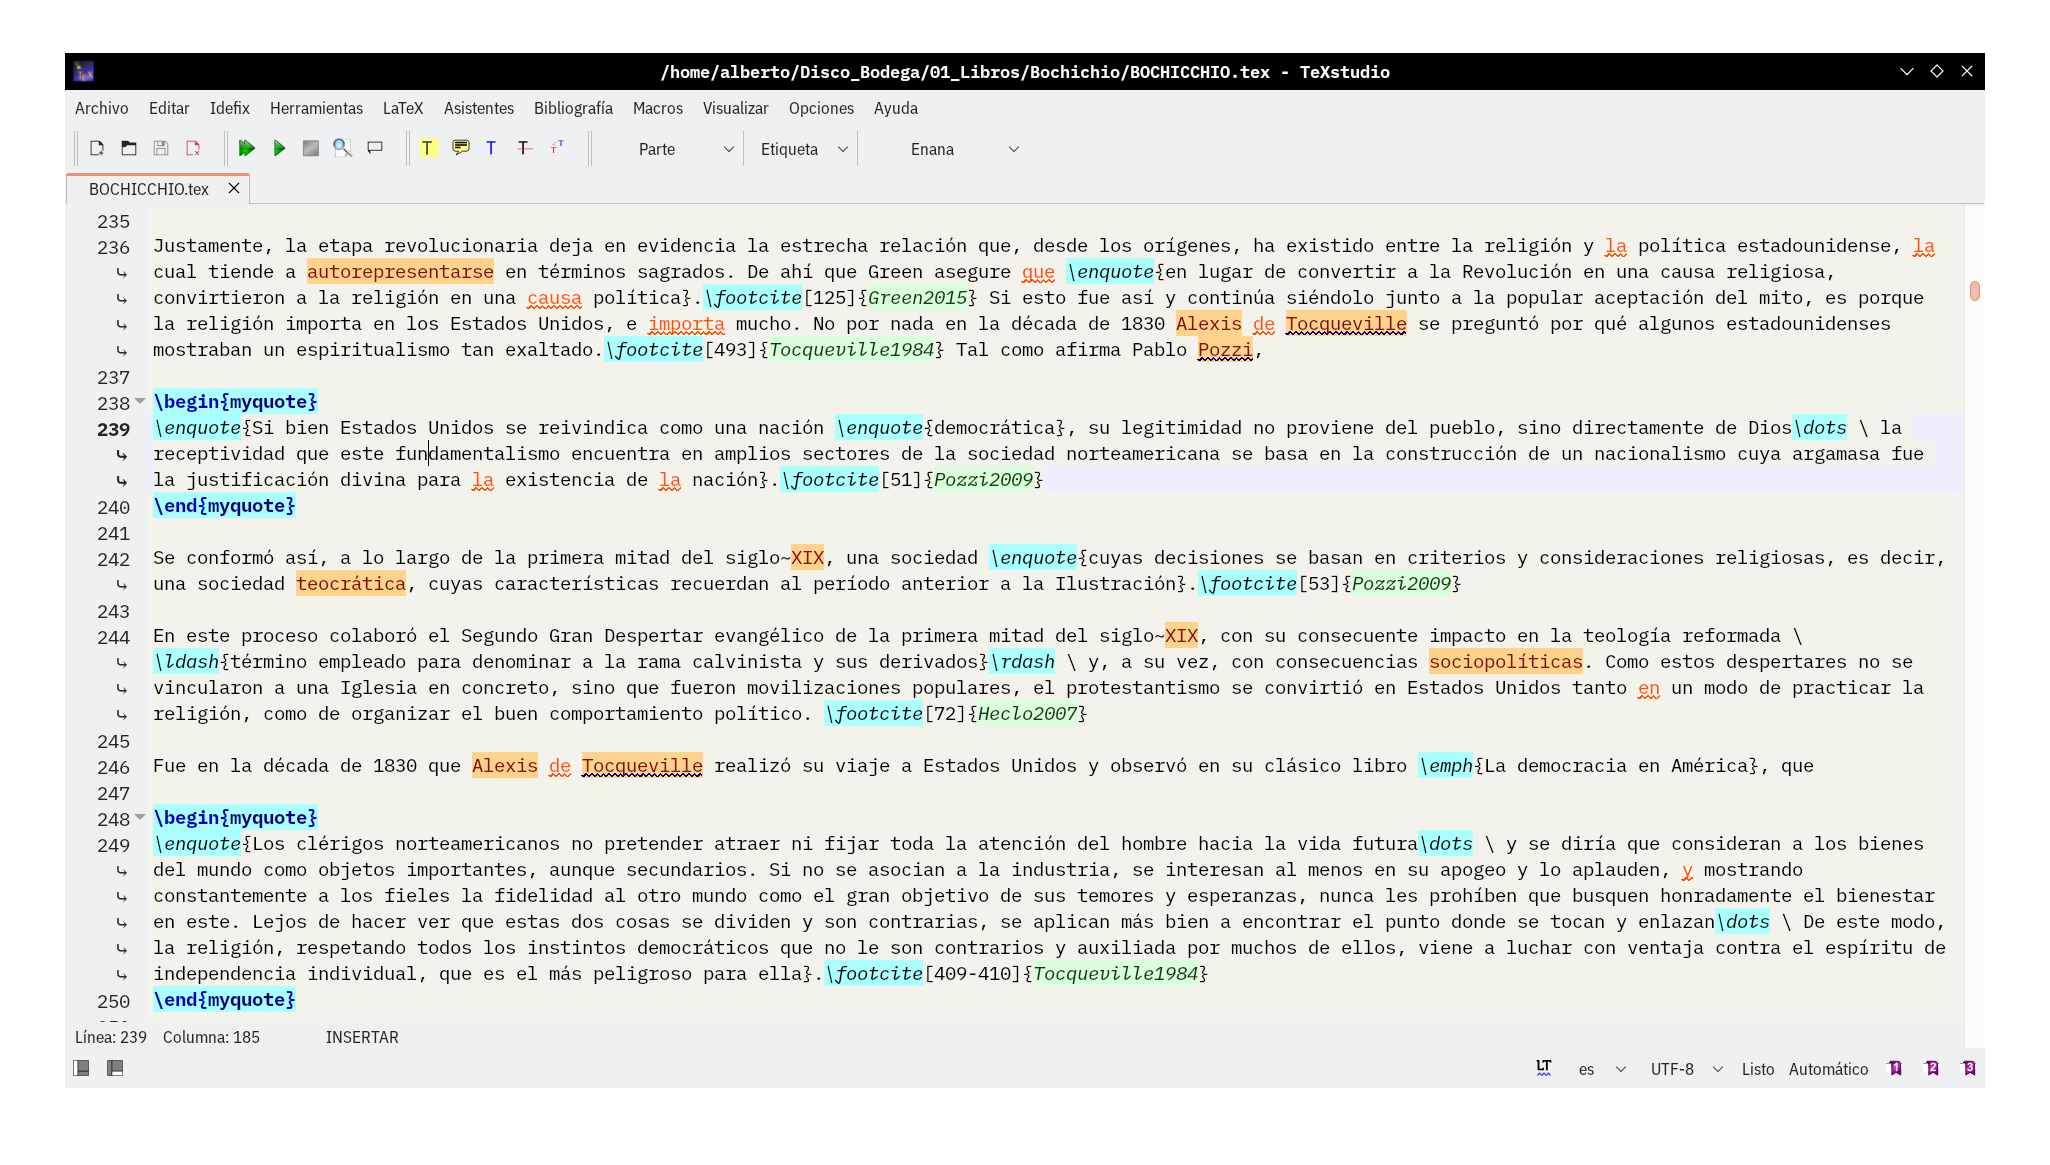 /home/alberto/Disco_Bodega/01_Libros/Bochichio/BOCHICCHIO.tex - TeXstudio
Archivo Editar Idefix Herramientas LaTeX Asistentes Bibliografía Macros Visualizar Opciones Ayuda
Parte Etiqueta Enana
BOCHICCHIO.tex
235
236 Justamente, la etapa revolucionaria deja en evidencia la estrecha relación que, desde los orígenes, ha existido entre la religión y la política estadounidense, la
cual tiende a autorepresentarse en términos sagrados. De ahí que Green asegure que \enquote{en lugar de convertir a la Revolución en una causa religiosa,
convirtieron a la religión en una causa política}.\footcite[125]{Green2015} Si esto fue así y continúa siéndolo junto a la popular aceptación del mito, es porque
la religión importa en los Estados Unidos, e importa mucho. No por nada en la década de 1830 Alexis de Tocqueville se preguntó por qué algunos estadounidenses
mostraban un espiritualismo tan exaltado.\footcite[493]{Tocqueville1984} Tal como afirma Pablo Pozzi,
237
238 \begin{myquote}
239 \enquote{Si bien Estados Unidos se reivindica como una nación \enquote{democrática}, su legitimidad no proviene del pueblo, sino directamente de Dios\dots \ la
receptividad que este fundamentalismo encuentra en amplios sectores de la sociedad norteamericana se basa en la construcción de un nacionalismo cuya argamasa fue
la justificación divina para la existencia de la nación}.\footcite[51]{Pozzi2009}
240 \end{myquote}
241
242 Se conformó así, a lo largo de la primera mitad del siglo~XIX, una sociedad \enquote{cuyas decisiones se basan en criterios y consideraciones religiosas, es decir,
una sociedad teocrática, cuyas características recuerdan al período anterior a la Ilustración}.\footcite[53]{Pozzi2009}
243
244 En este proceso colaboró el Segundo Gran Despertar evangélico de la primera mitad del siglo~XIX, con su consecuente impacto en la teología reformada \
\ldash{término empleado para denominar a la rama calvinista y sus derivados}\rdash \ y, a su vez, con consecuencias sociopolíticas. Como estos despertares no se
vincularon a una Iglesia en concreto, sino que fueron movilizaciones populares, el protestantismo se convirtió en Estados Unidos tanto en un modo de practicar la
religión, como de organizar el buen comportamiento político. \footcite[72]{Heclo2007}
245
246 Fue en la década de 1830 que Alexis de Tocqueville realizó su viaje a Estados Unidos y observó en su clásico libro \emph{La democracia en América}, que
247
248 \begin{myquote}
249 \enquote{Los clérigos norteamericanos no pretender atraer ni fijar toda la atención del hombre hacia la vida futura\dots \ y se diría que consideran a los bienes
del mundo como objetos importantes, aunque secundarios. Si no se asocian a la industria, se interesan al menos en su apogeo y lo aplauden, y mostrando
constantemente a los fieles la fidelidad al otro mundo como el gran objetivo de sus temores y esperanzas, nunca les prohíben que busquen honradamente el bienestar
en este. Lejos de hacer ver que estas dos cosas se dividen y son contrarias, se aplican más bien a encontrar el punto donde se tocan y enlazan\dots \ De este modo,
la religión, respetando todos los instintos democráticos que no le son contrarios y auxiliada por muchos de ellos, viene a luchar con ventaja contra el espíritu de
independencia individual, que es el más peligroso para ella}.\footcite[409-410]{Tocqueville1984}
250 \end{myquote}
Línea: 239 Columna: 185 INSERTAR
LT es UTF-8 Listo Automático 1 2 3